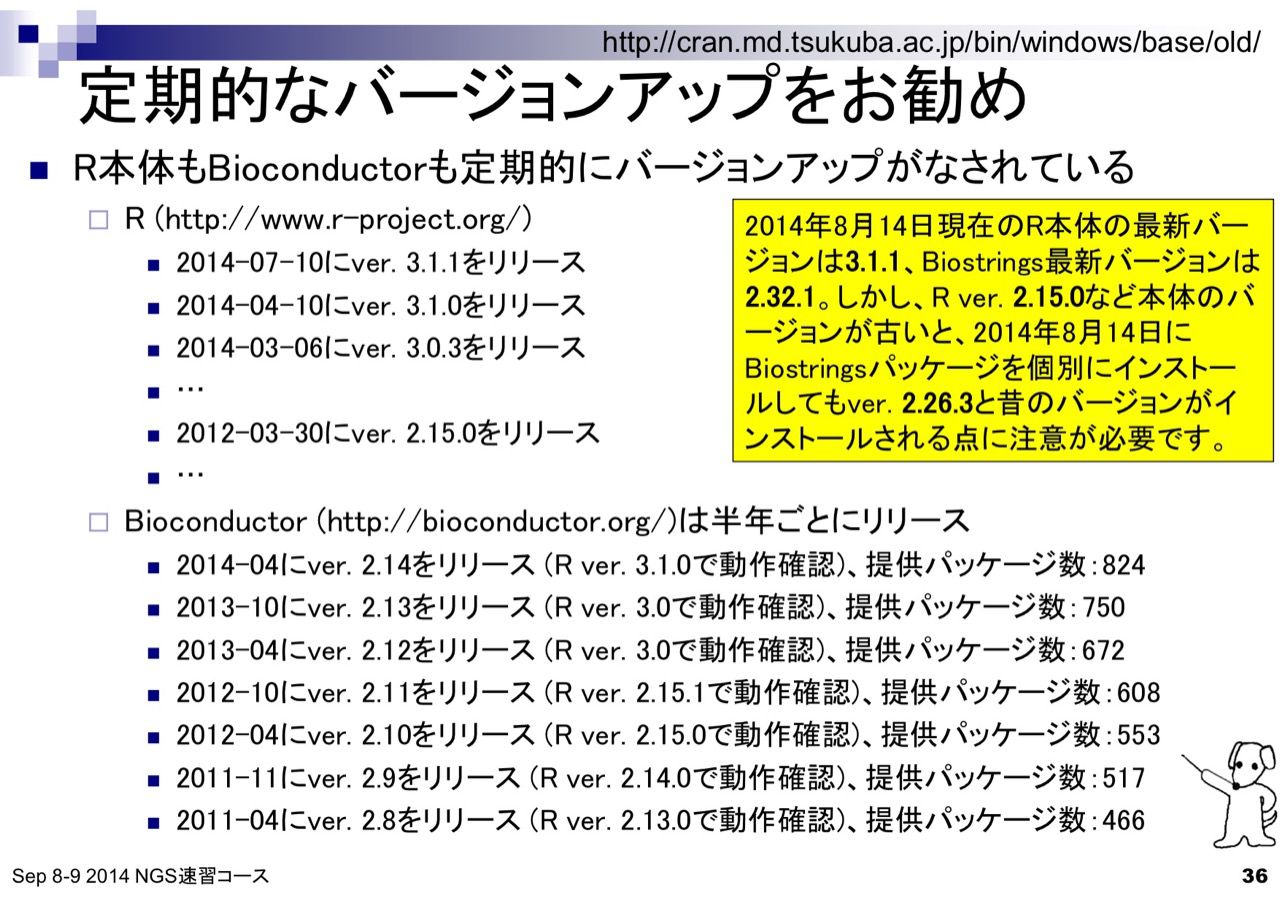 http://cran.md.tsukuba.ac.jp/bin/windows/base/old/
定期的なバージョンアップをお勧め
R本体もBioconductorも定期的にバージョンアップがなされている
R (http://www.r-project.org/)
2014-07-10にver. 3.1.1をリリース
2014-04-10にver. 3.1.0をリリース
2014-03-06にver. 3.0.3をリリース
…
2012-03-30にver. 2.15.0をリリース
…
2014年8月14日現在のR本体の最新バー
ジョンは3.1.1、Biostrings最新バージョンは
2.32.1。しかし、R ver. 2.15.0など本体のバ
ージョンが古いと、2014年8月14日に
Biostringsパッケージを個別にインストー
ルしてもver. 2.26.3と昔のバージョンがイ
ンストールされる点に注意が必要です。
Bioconductor (http://bioconductor.org/)は半年ごとにリリース
2014-04にver. 2.14をリリース (R ver. 3.1.0で動作確認)、提供パッケージ数:824
2013-10にver. 2.13をリリース (R ver. 3.0で動作確認)、提供パッケージ数:750
2013-04にver. 2.12をリリース (R ver. 3.0で動作確認)、提供パッケージ数:672
2012-10にver. 2.11をリリース (R ver. 2.15.1で動作確認)、提供パッケージ数:608
2012-04にver. 2.10をリリース (R ver. 2.15.0で動作確認)、提供パッケージ数:553
2011-11にver. 2.9をリリース (R ver. 2.14.0で動作確認)、提供パッケージ数:517
2011-04にver. 2.8をリリース (R ver. 2.13.0で動作確認)、提供パッケージ数:466
Sep 8-9 2014 NGS速習コース
36